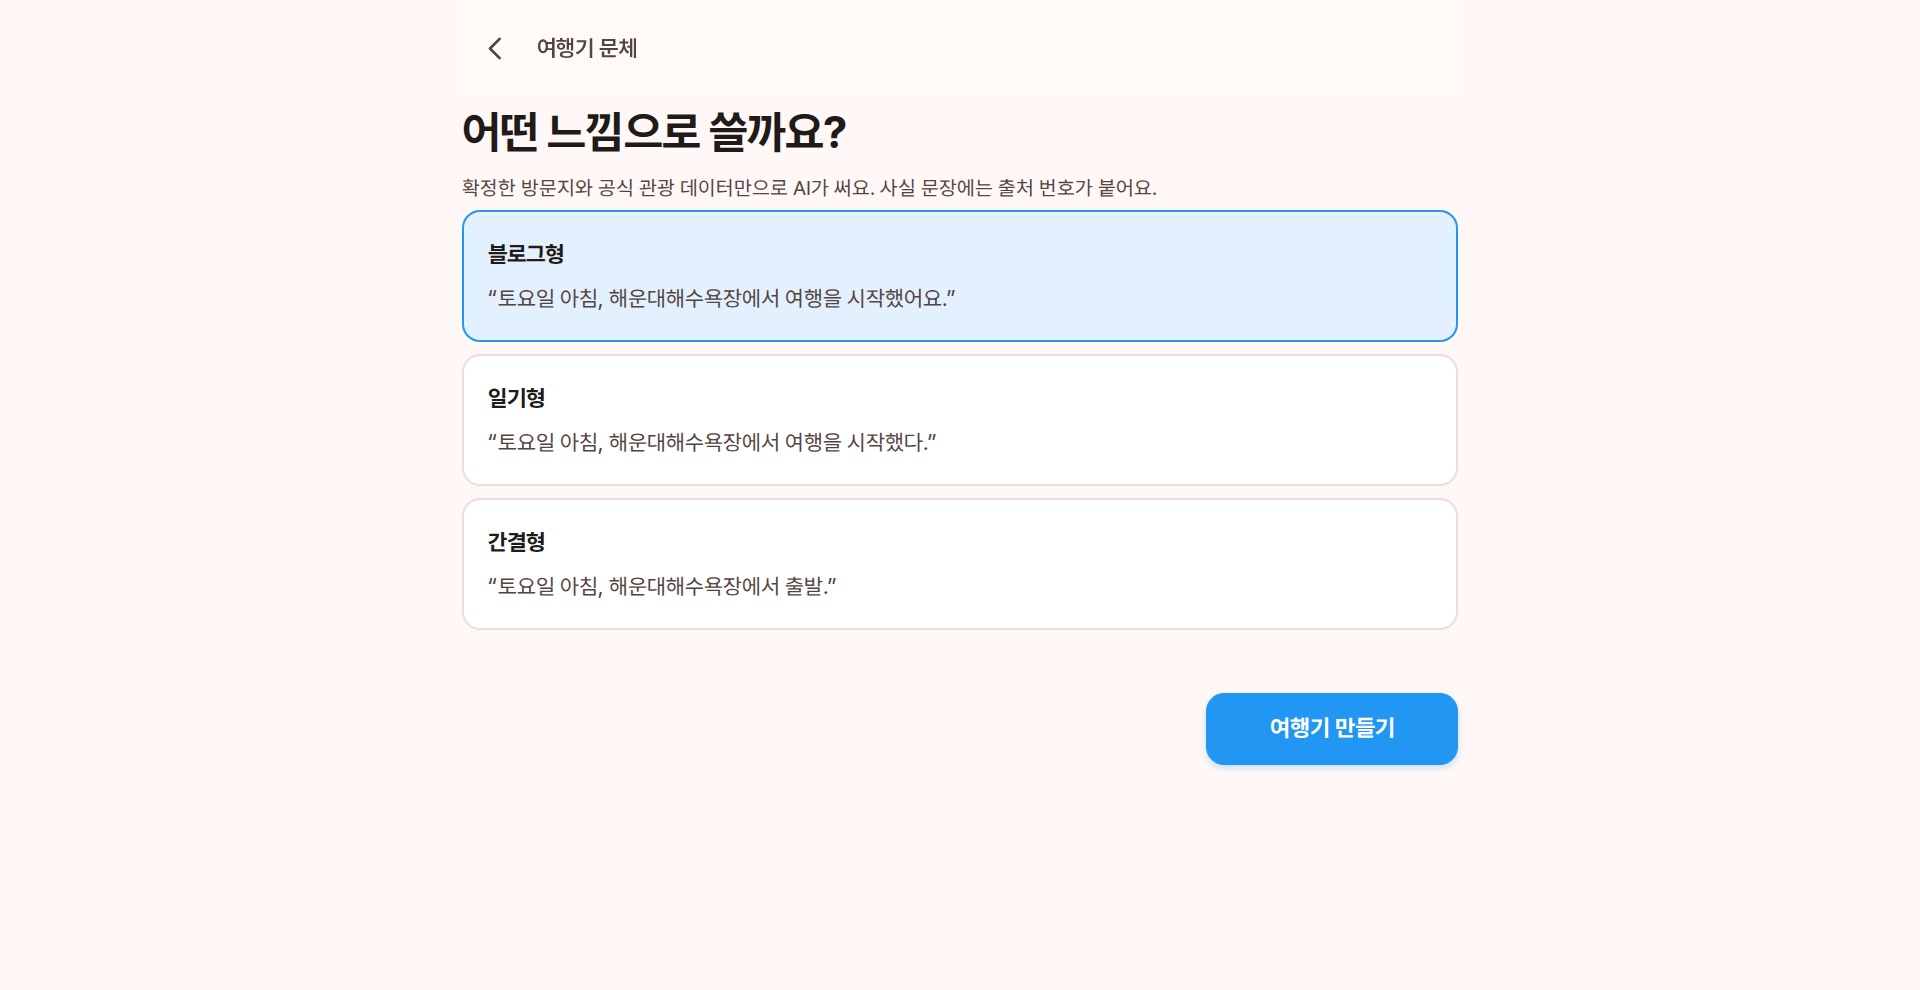 여행기 문체
어떤 느낌으로 쓸까요?
확정한 방문지와 공식 관광 데이터만으로 AI가 써요. 사실 문장에는 출처 번호가 붙어요.
블로그형
“토요일 아침, 해운대해수욕장에서 여행을 시작했어요.”
일기형
“토요일 아침, 해운대해수욕장에서 여행을 시작했다.”
간결형
“토요일 아침, 해운대해수욕장에서 출발.”
여행기 만들기